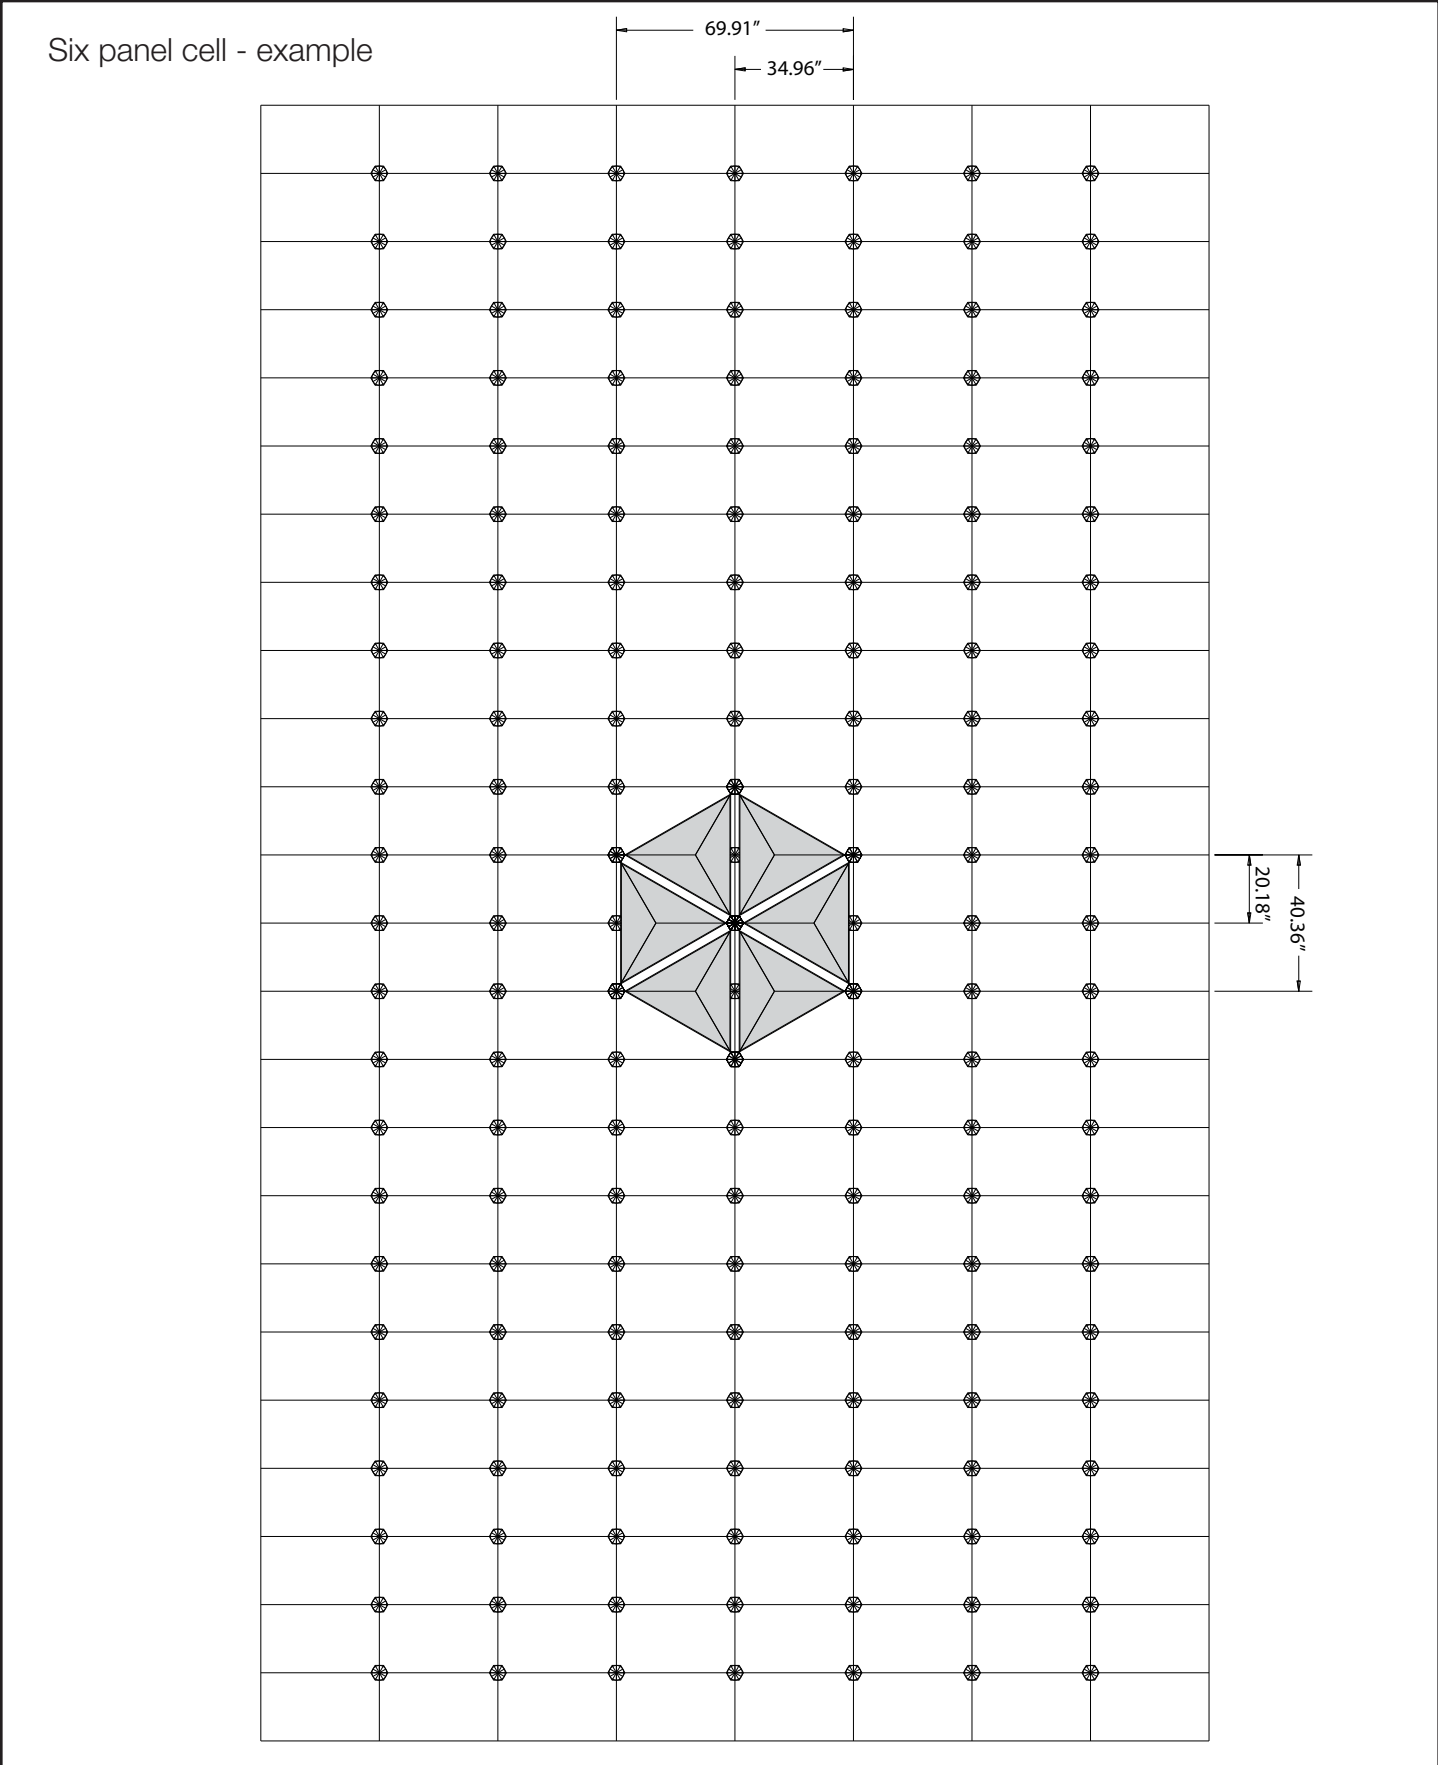 Six panel cell - example
69.91”
34.96”
20.18”
40.36”